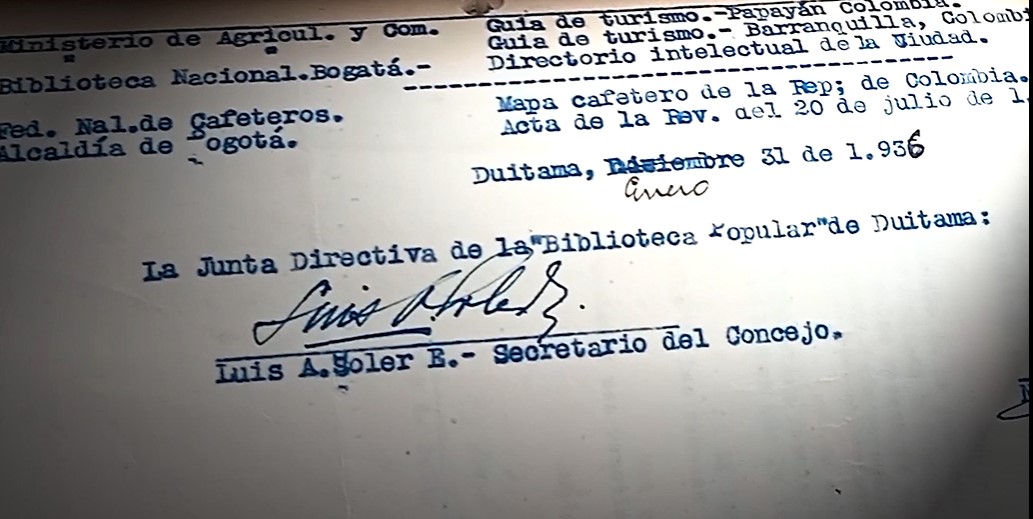 Guia de turismo.-Papayán Colombia.
Ministerio de Agricul. y Com. Guia de turismo.- Barranquilla, Colomb
Directorio intelectual de la Uiudad.
Biblioteca Nacional.Bogatá.-
Mapa cafetero de la Rep; de Colombia.
Fed. Nal.de Cafeteros. Acta de la Rev. del 20 de julio de 1.
Alcaldía de Bogotá.
Duitama, Diciembre 31 de 1.936
Enero
La Junta Directiva de la"Biblioteca Popular"de Duitama:
Luis A. Soler E.
Luis A.Soler E.- Secretario del Concejo.